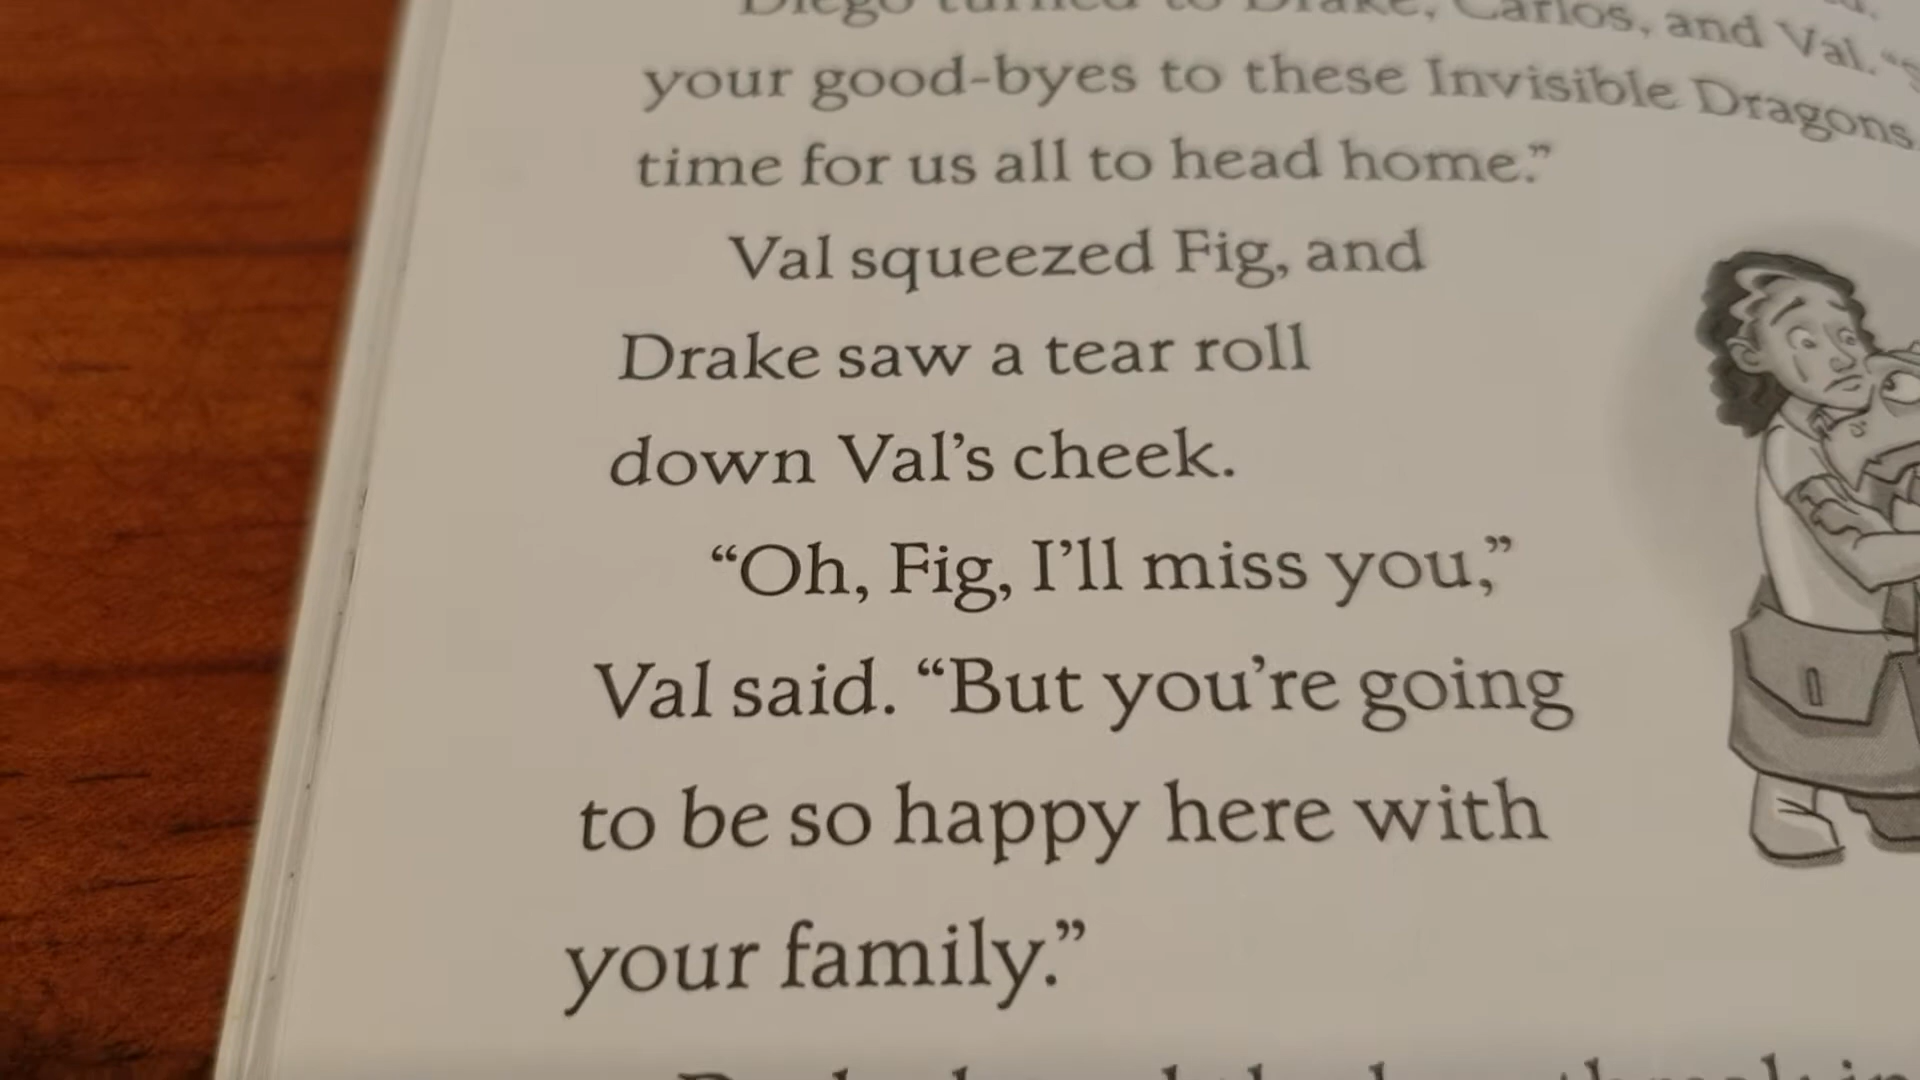 Diego turned to Drake, Carlos, and Val.
your good-byes to these Invisible Dragons.
time for us all to head home.”
Val squeezed Fig, and
Drake saw a tear roll
down Val’s cheek.
“Oh, Fig, I’ll miss you,”
Val said. “But you’re going
to be so happy here with
your family.”